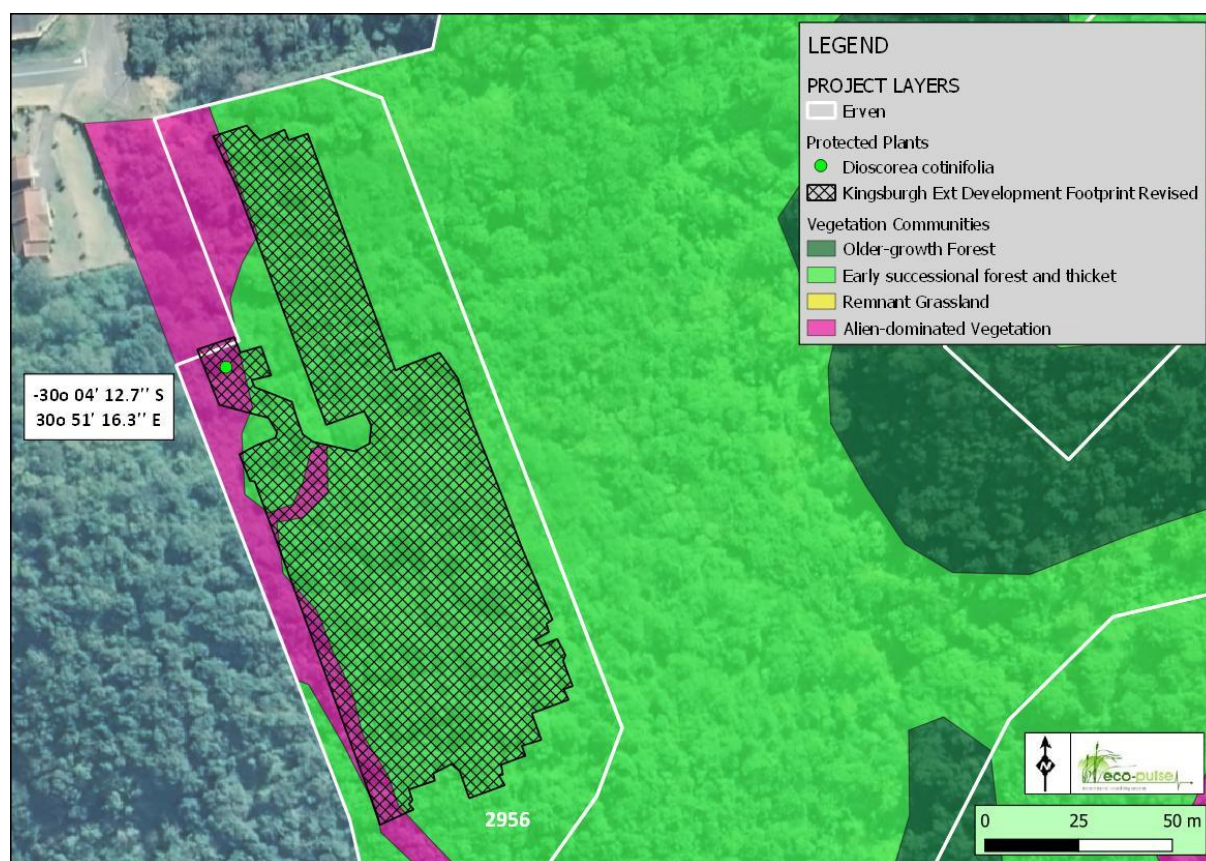 LEGEND
PROJECT LAYERS
Erven
Protected Plants
Dioscorea cotinifolia
Kingsburgh Ext Development Footprint Revised
Vegetation Communities
Older-growth Forest
Early successional forest and thicket
Remnant Grassland
Alien-dominated Vegetation
-30o 04' 12.7'' S
30o 51' 16.3'' E
2956
N
eco-pulse
0 25 50 m